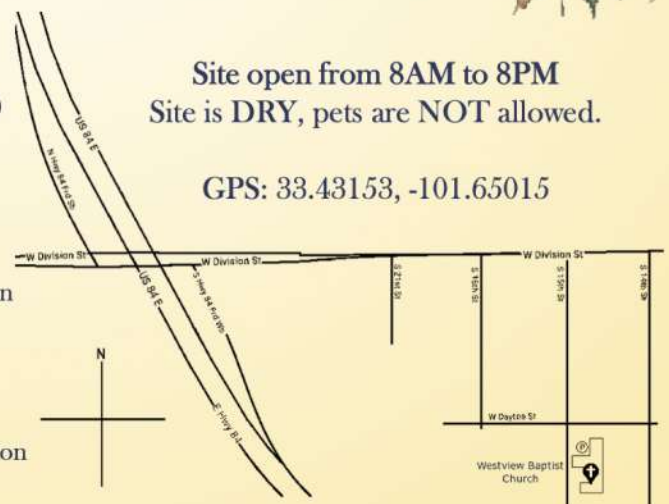 Site open from 8AM to 8PM
Site is DRY, pets are NOT allowed.
GPS: 33.43153, -101.65015
US 84 E
N Hwy 84 Frd Sb
W Division St
W Division St
W Division St
US 84 E
S Hwy 84 Frd Wb
S 21st St
S 16th St
S 15th St
S 14th St
N
E Hwy 84
W Dayton St
P
Westview Baptist
Church